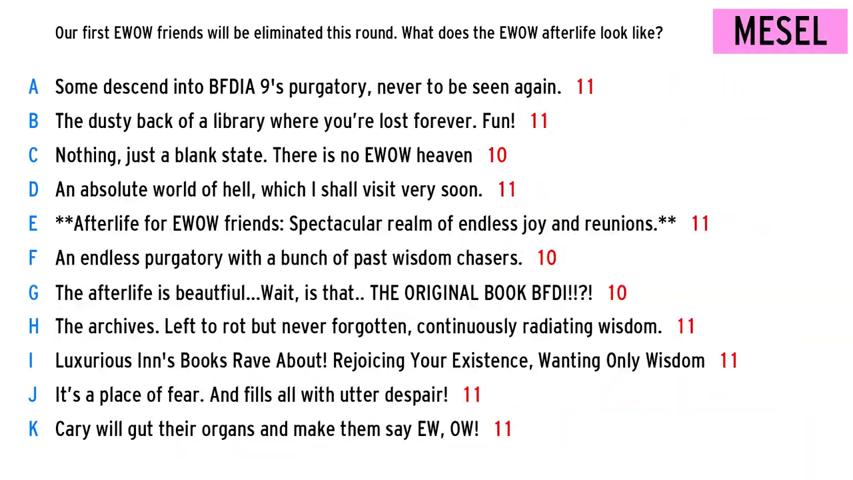 Our first EWOW friends will be eliminated this round. What does the EWOW afterlife look like?
MESEL
A Some descend into BFDIA 9's purgatory, never to be seen again. 11
B The dusty back of a library where you're lost forever. Fun! 11
C Nothing, just a blank state. There is no EWOW heaven 10
D An absolute world of hell, which I shall visit very soon. 11
E **Afterlife for EWOW friends: Spectacular realm of endless joy and reunions.** 11
F An endless purgatory with a bunch of past wisdom chasers. 10
G The afterlife is beautfiul...Wait, is that.. THE ORIGINAL BOOK BFDI!!?! 10
H The archives. Left to rot but never forgotten, continuously radiating wisdom. 11
I Luxurious Inn's Books Rave About! Rejoicing Your Existence, Wanting Only Wisdom 11
J It's a place of fear. And fills all with utter despair! 11
K Cary will gut their organs and make them say EW, OW! 11